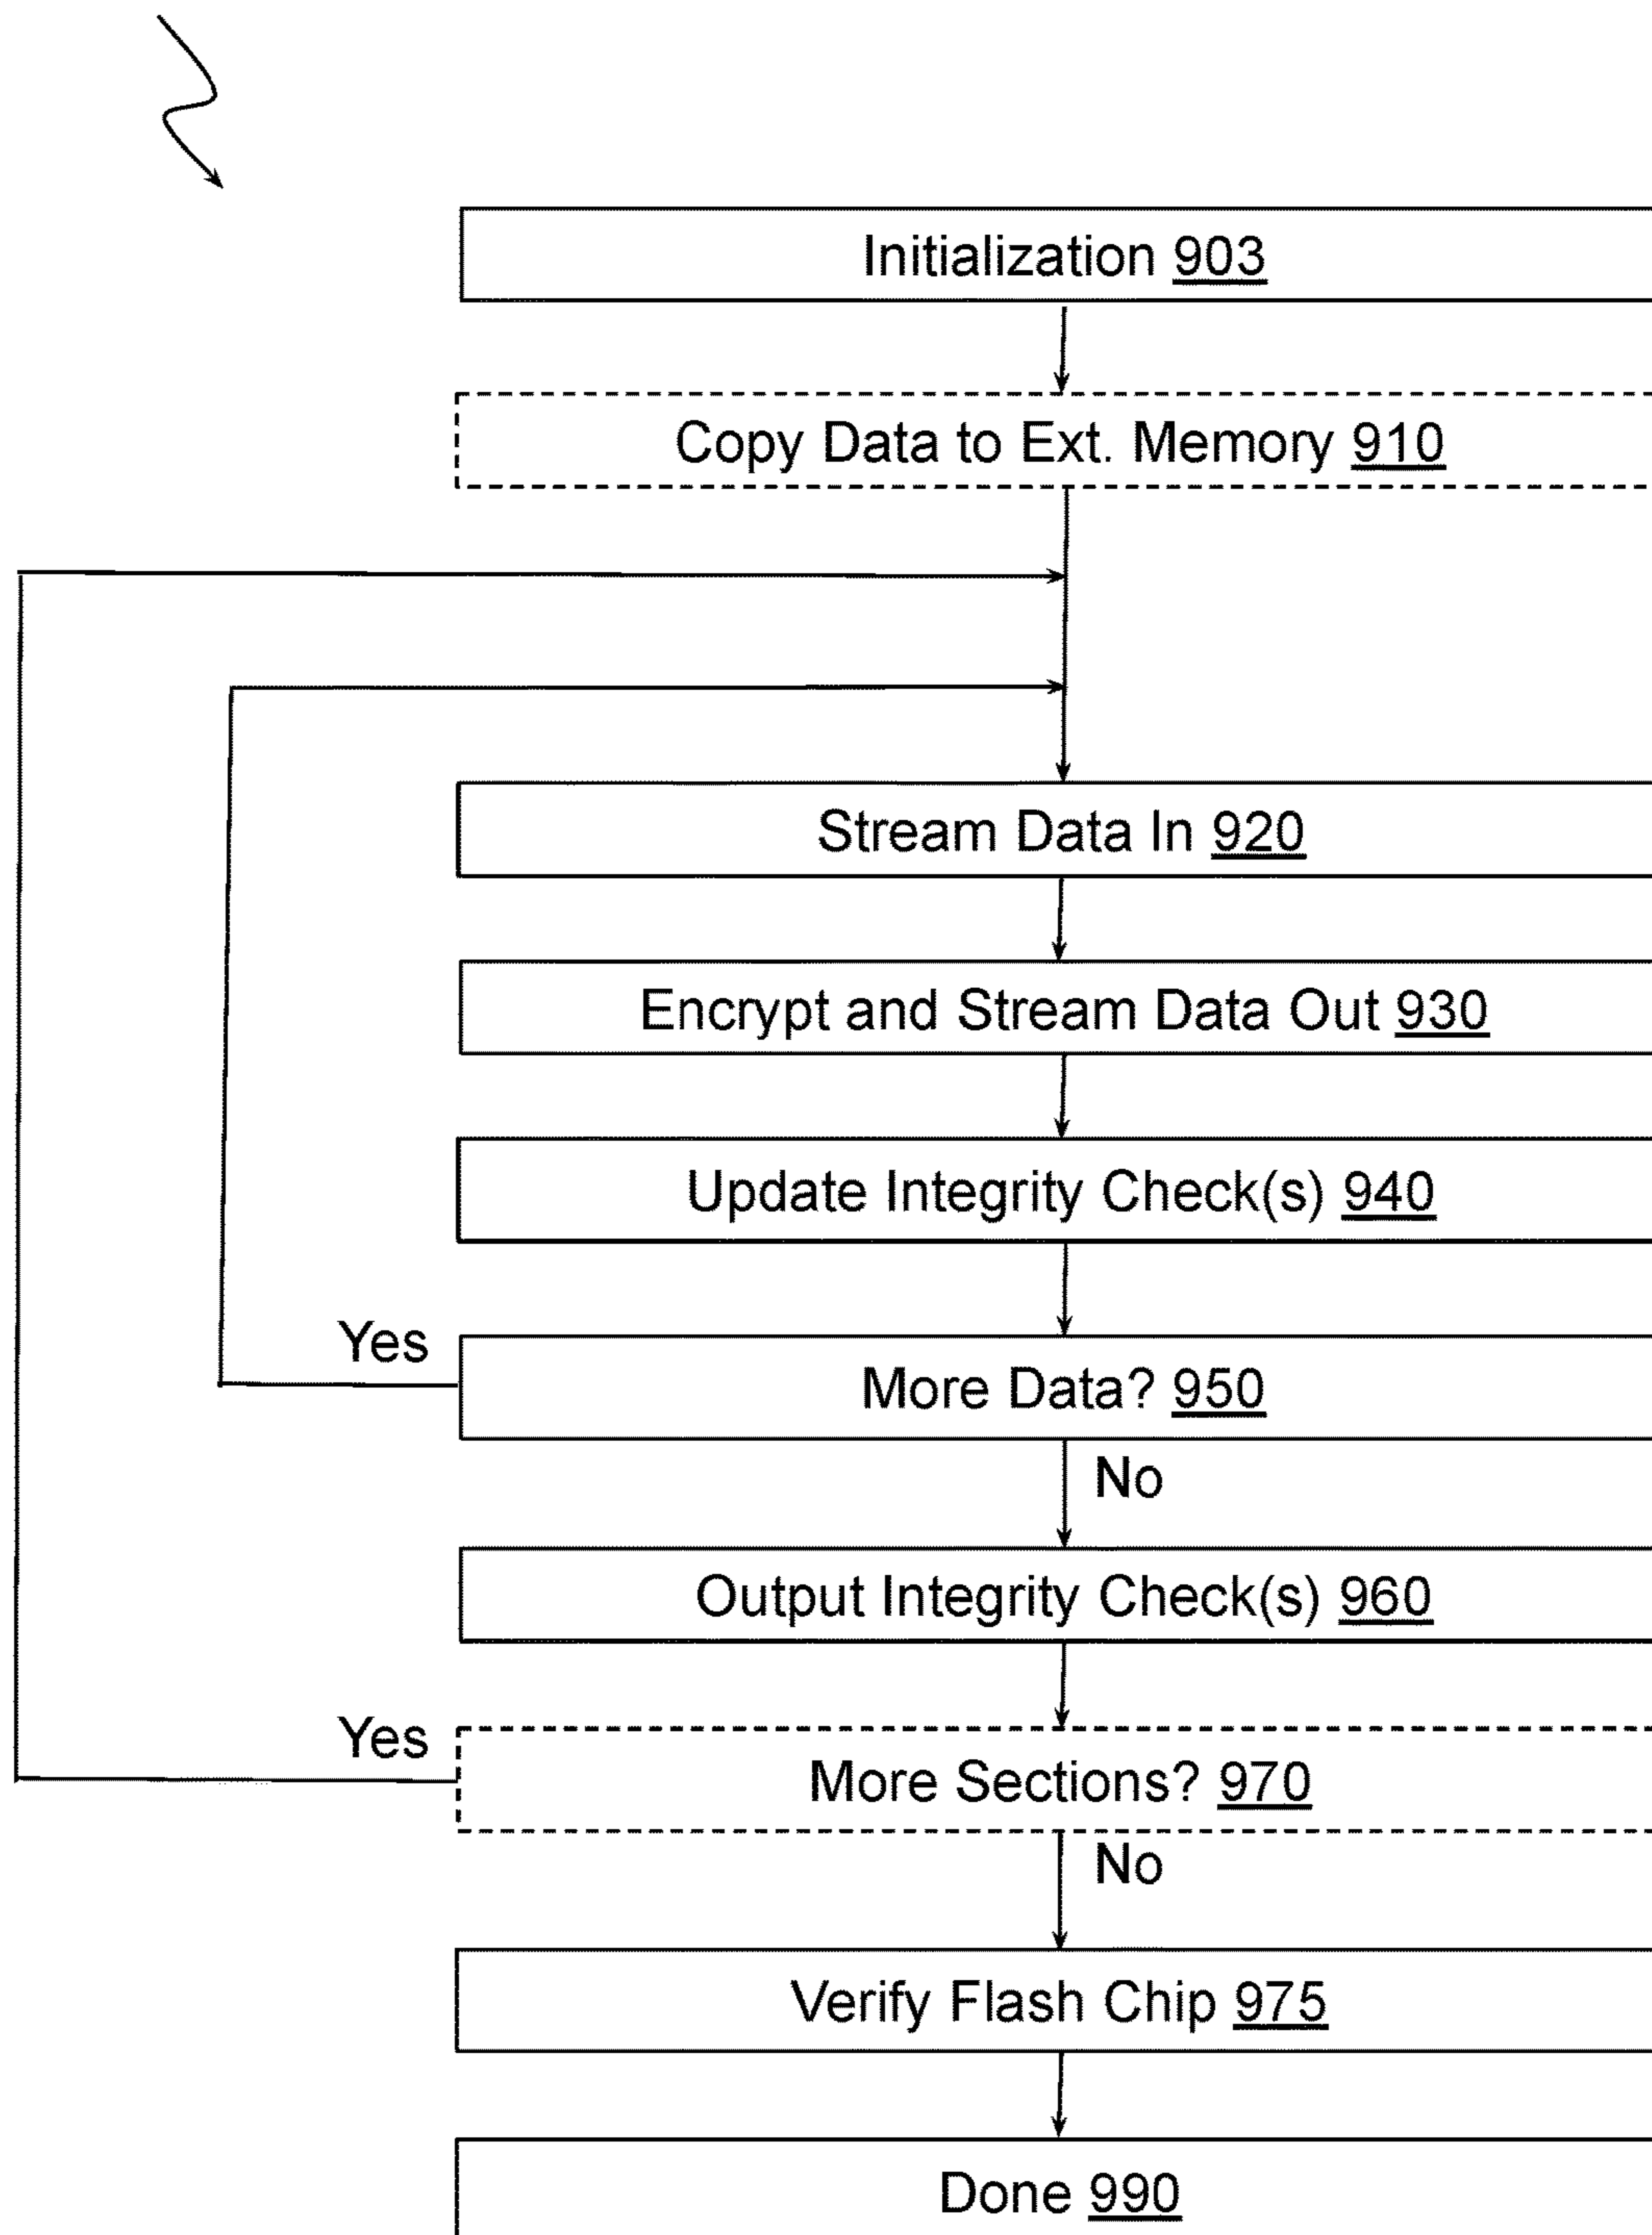 Initialization 903
Copy Data to Ext. Memory 910
Stream Data In 920
Encrypt and Stream Data Out 930
Update Integrity Check(s) 940
Yes
More Data? 950
No
Output Integrity Check(s) 960
Yes
More Sections? 970
No
Verify Flash Chip 975
Done 990